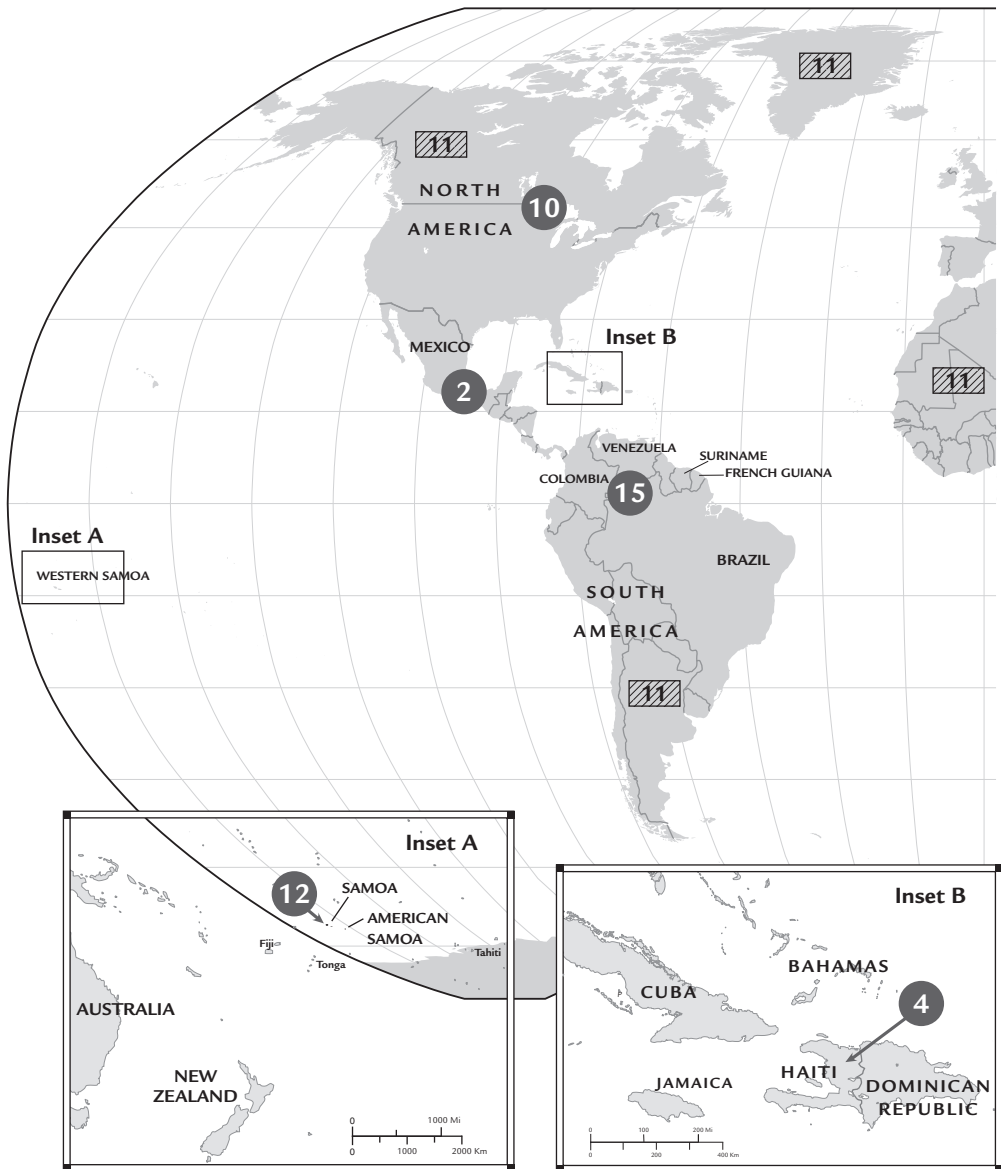 11
11
NORTH
10
AMERICA
Inset B
MEXICO
11
2
VENEZUELA
SURINAME
FRENCH GUIANA
COLOMBIA
15
Inset A
BRAZIL
WESTERN SAMOA
SOUTH
AMERICA
11
Inset A
12
SAMOA
AMERICAN
SAMOA
Fiji
Tonga
Tahiti
AUSTRALIA
NEW
ZEALAND
0 1000 Mi
0 1000 2000 Km
Inset B
BAHAMAS
CUBA
4
HAITI
JAMAICA
DOMINICAN
REPUBLIC
0 100 200 Mi
0 200 400 Km